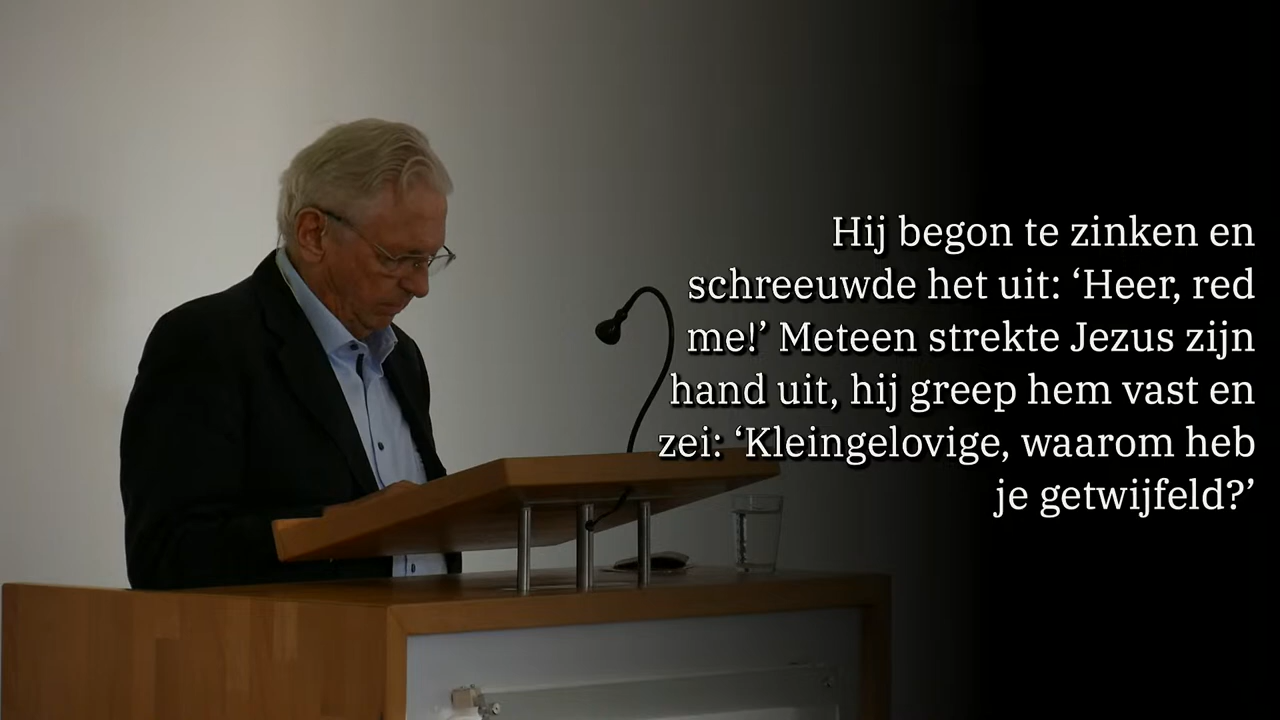 Hij begon te zinken en
schreeuwde het uit: ‘Heer, red
me!’ Meteen strekte Jezus zijn
hand uit, hij greep hem vast en
zei: ‘Kleingelovige, waarom heb
je getwijfeld?’